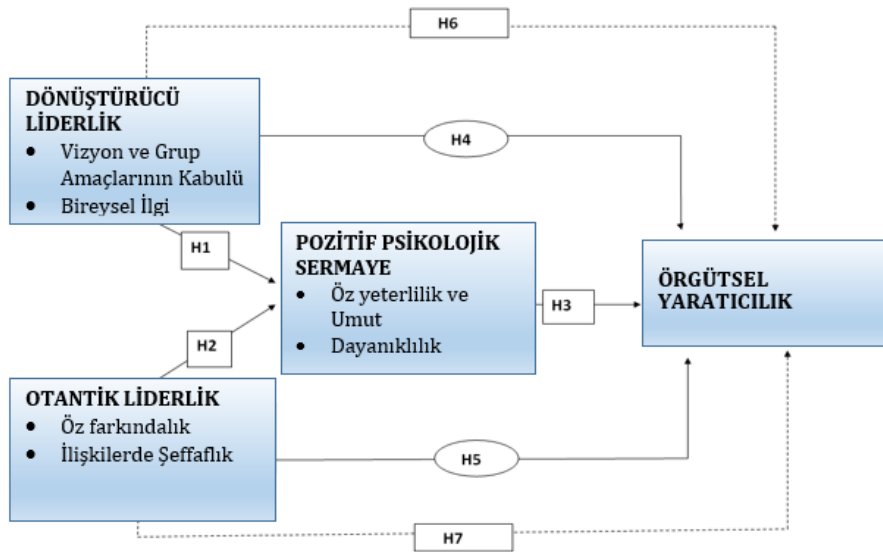 H6
DÖNÜŞTÜRÜCÜ
LİDERLİK
• Vizyon ve Grup
Amaçlarının Kabulü
• Bireysel İlgi
H4
H1
POZİTİF PSİKOLOJİK
SERMAYE
• Öz yeterlilik ve
Umut
• Dayanıklılık
H3
ÖRGÜTSEL
YARATICILIK
H2
OTANTİK LİDERLİK
• Öz farkındalık
• İlişkilerde Şeffaflık
H5
H7